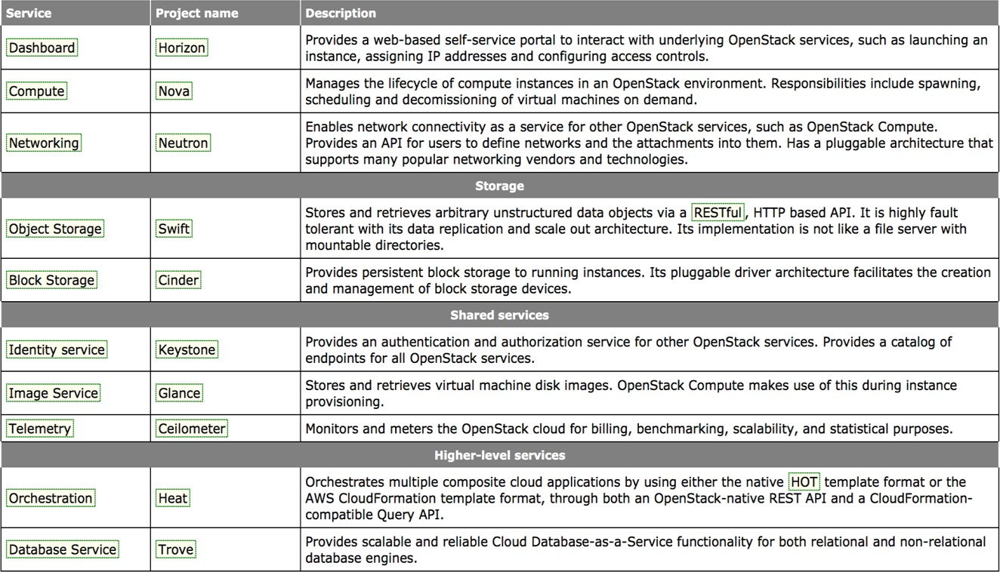 Service Project name Description
Dashboard Horizon Provides a web-based self-service portal to interact with underlying OpenStack services, such as launching an
instance, assigning IP addresses and configuring access controls.
Compute Nova Manages the lifecycle of compute instances in an OpenStack environment. Responsibilities include spawning,
scheduling and decomissioning of virtual machines on demand.
Networking Neutron Enables network connectivity as a service for other OpenStack services, such as OpenStack Compute.
Provides an API for users to define networks and the attachments into them. Has a pluggable architecture that
supports many popular networking vendors and technologies.
Storage
Object Storage Swift Stores and retrieves arbitrary unstructured data objects via a RESTful, HTTP based API. It is highly fault
tolerant with its data replication and scale out architecture. Its implementation is not like a file server with
mountable directories.
Block Storage Cinder Provides persistent block storage to running instances. Its pluggable driver architecture facilitates the creation
and management of block storage devices.
Shared services
Identity service Keystone Provides an authentication and authorization service for other OpenStack services. Provides a catalog of
endpoints for all OpenStack services.
Image Service Glance Stores and retrieves virtual machine disk images. OpenStack Compute makes use of this during instance
provisioning.
Telemetry Ceilometer Monitors and meters the OpenStack cloud for billing, benchmarking, scalability, and statistical purposes.
Higher-level services
Orchestration Heat Orchestrates multiple composite cloud applications by using either the native HOT template format or the
AWS CloudFormation template format, through both an OpenStack-native REST API and a CloudFormation-
compatible Query API.
Database Service Trove Provides scalable and reliable Cloud Database-as-a-Service functionality for both relational and non-relational
database engines.